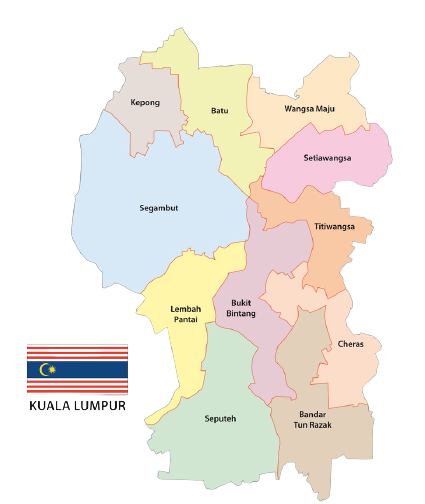 Kepong
Batu
Wangsa Maju
Setiawangsa
Segambut
Titiwangsa
Lembah
Pantai
Bukit
Bintang
Cheras
KUALA LUMPUR
Seputeh
Bandar
Tun Razak